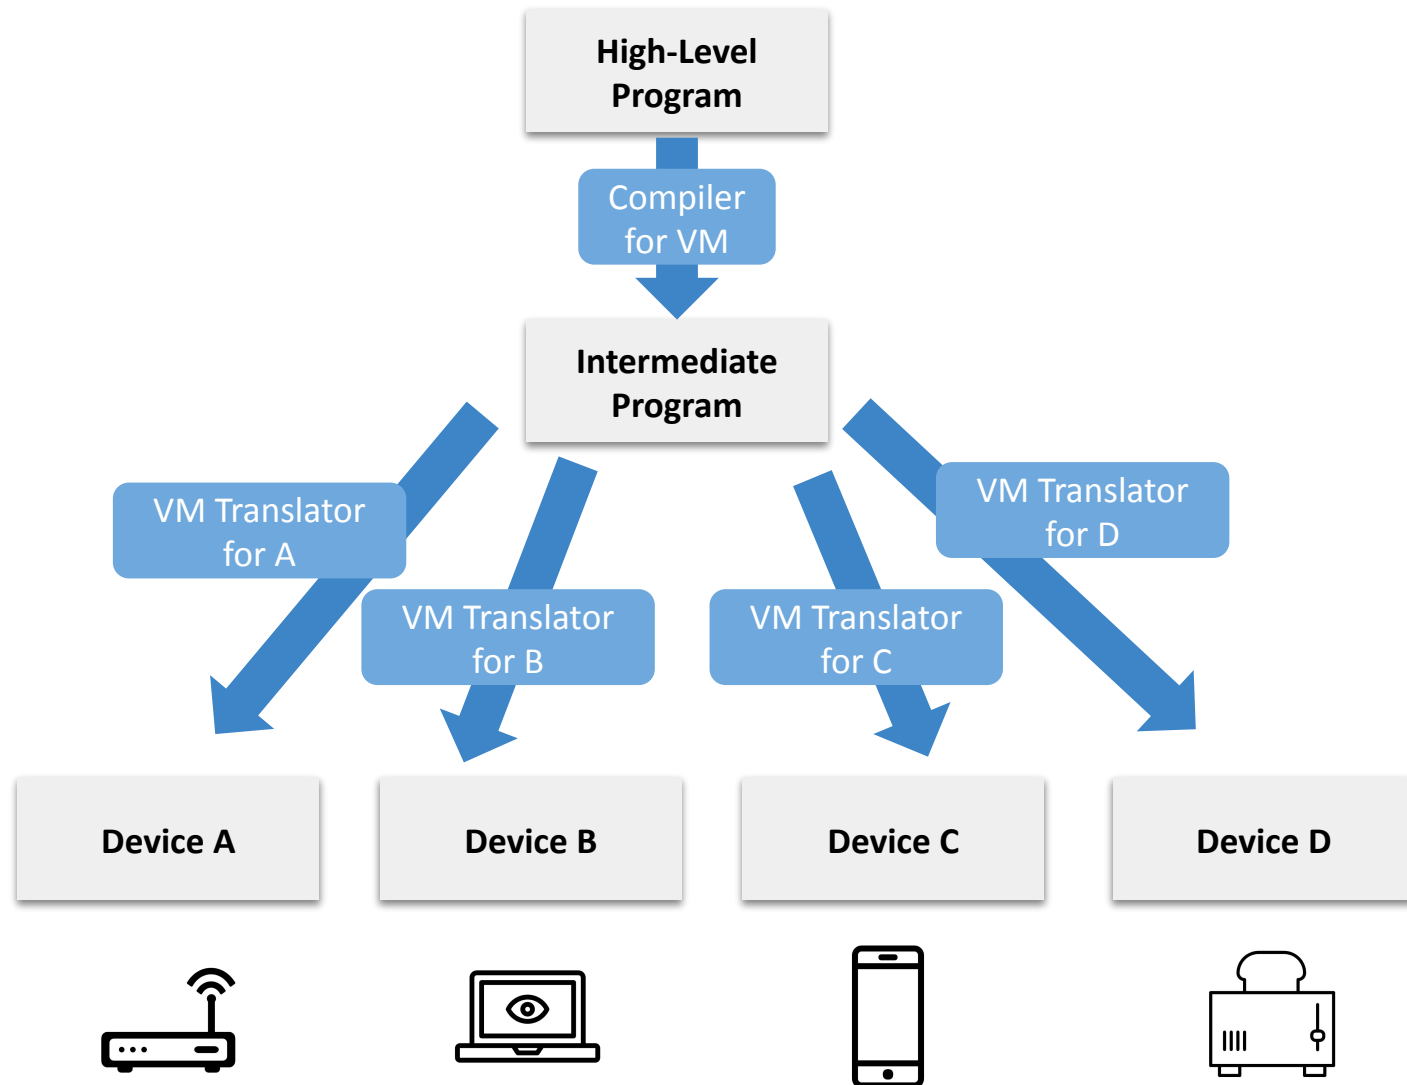 High-Level
Program
Compiler
for VM
Intermediate
Program
VM Translator
for A
VM Translator
for B
VM Translator
for C
VM Translator
for D
Device A
Device B
Device C
Device D